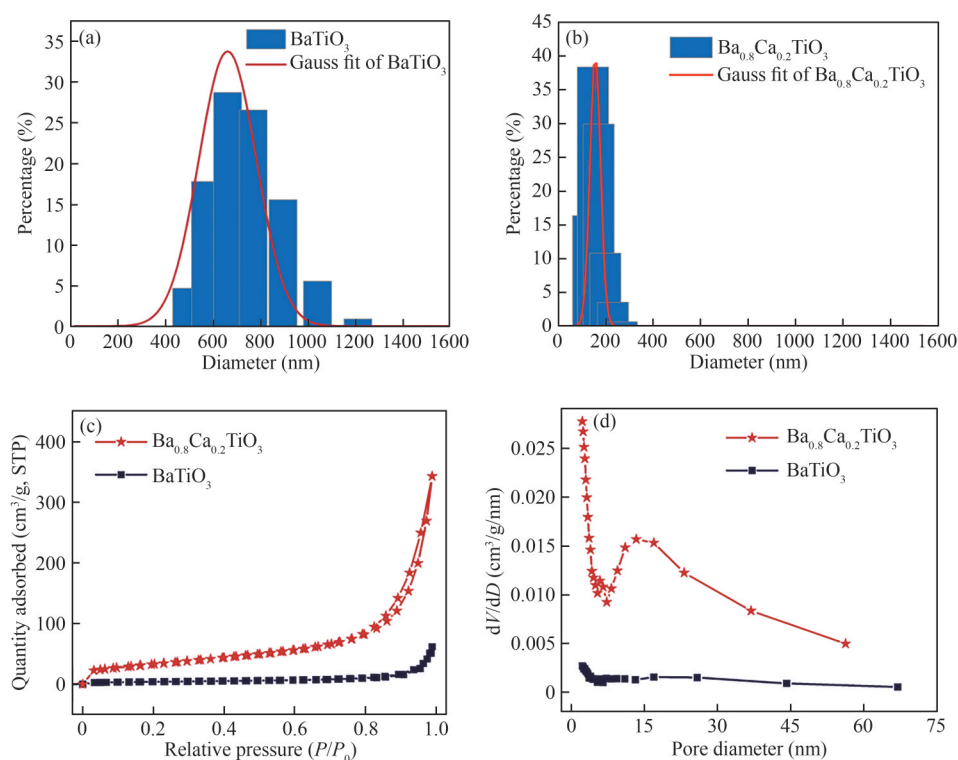 (a)
BaTiO₃
Gauss fit of BaTiO₃
Percentage (%)
35
30
25
20
15
10
5
0
0 200 400 600 800 1000 1200 1400 1600
Diameter (nm)
(b)
Ba₀.₈Ca₀.₂TiO₃
Gauss fit of Ba₀.₈Ca₀.₂TiO₃
Percentage (%)
45
40
35
30
25
20
15
10
5
0
0 200 400 600 800 1000 1200 1400 1600
Diameter (nm)
(c)
Ba₀.₈Ca₀.₂TiO₃
BaTiO₃
Quantity adsorbed (cm³/g, STP)
400
300
200
100
0
0 0.2 0.4 0.6 0.8 1.0
Relative pressure (P/P₀)
(d)
Ba₀.₈Ca₀.₂TiO₃
BaTiO₃
dV/dD (cm³/g/nm)
0.025
0.020
0.015
0.010
0.005
0
0 15 30 45 60 75
Pore diameter (nm)